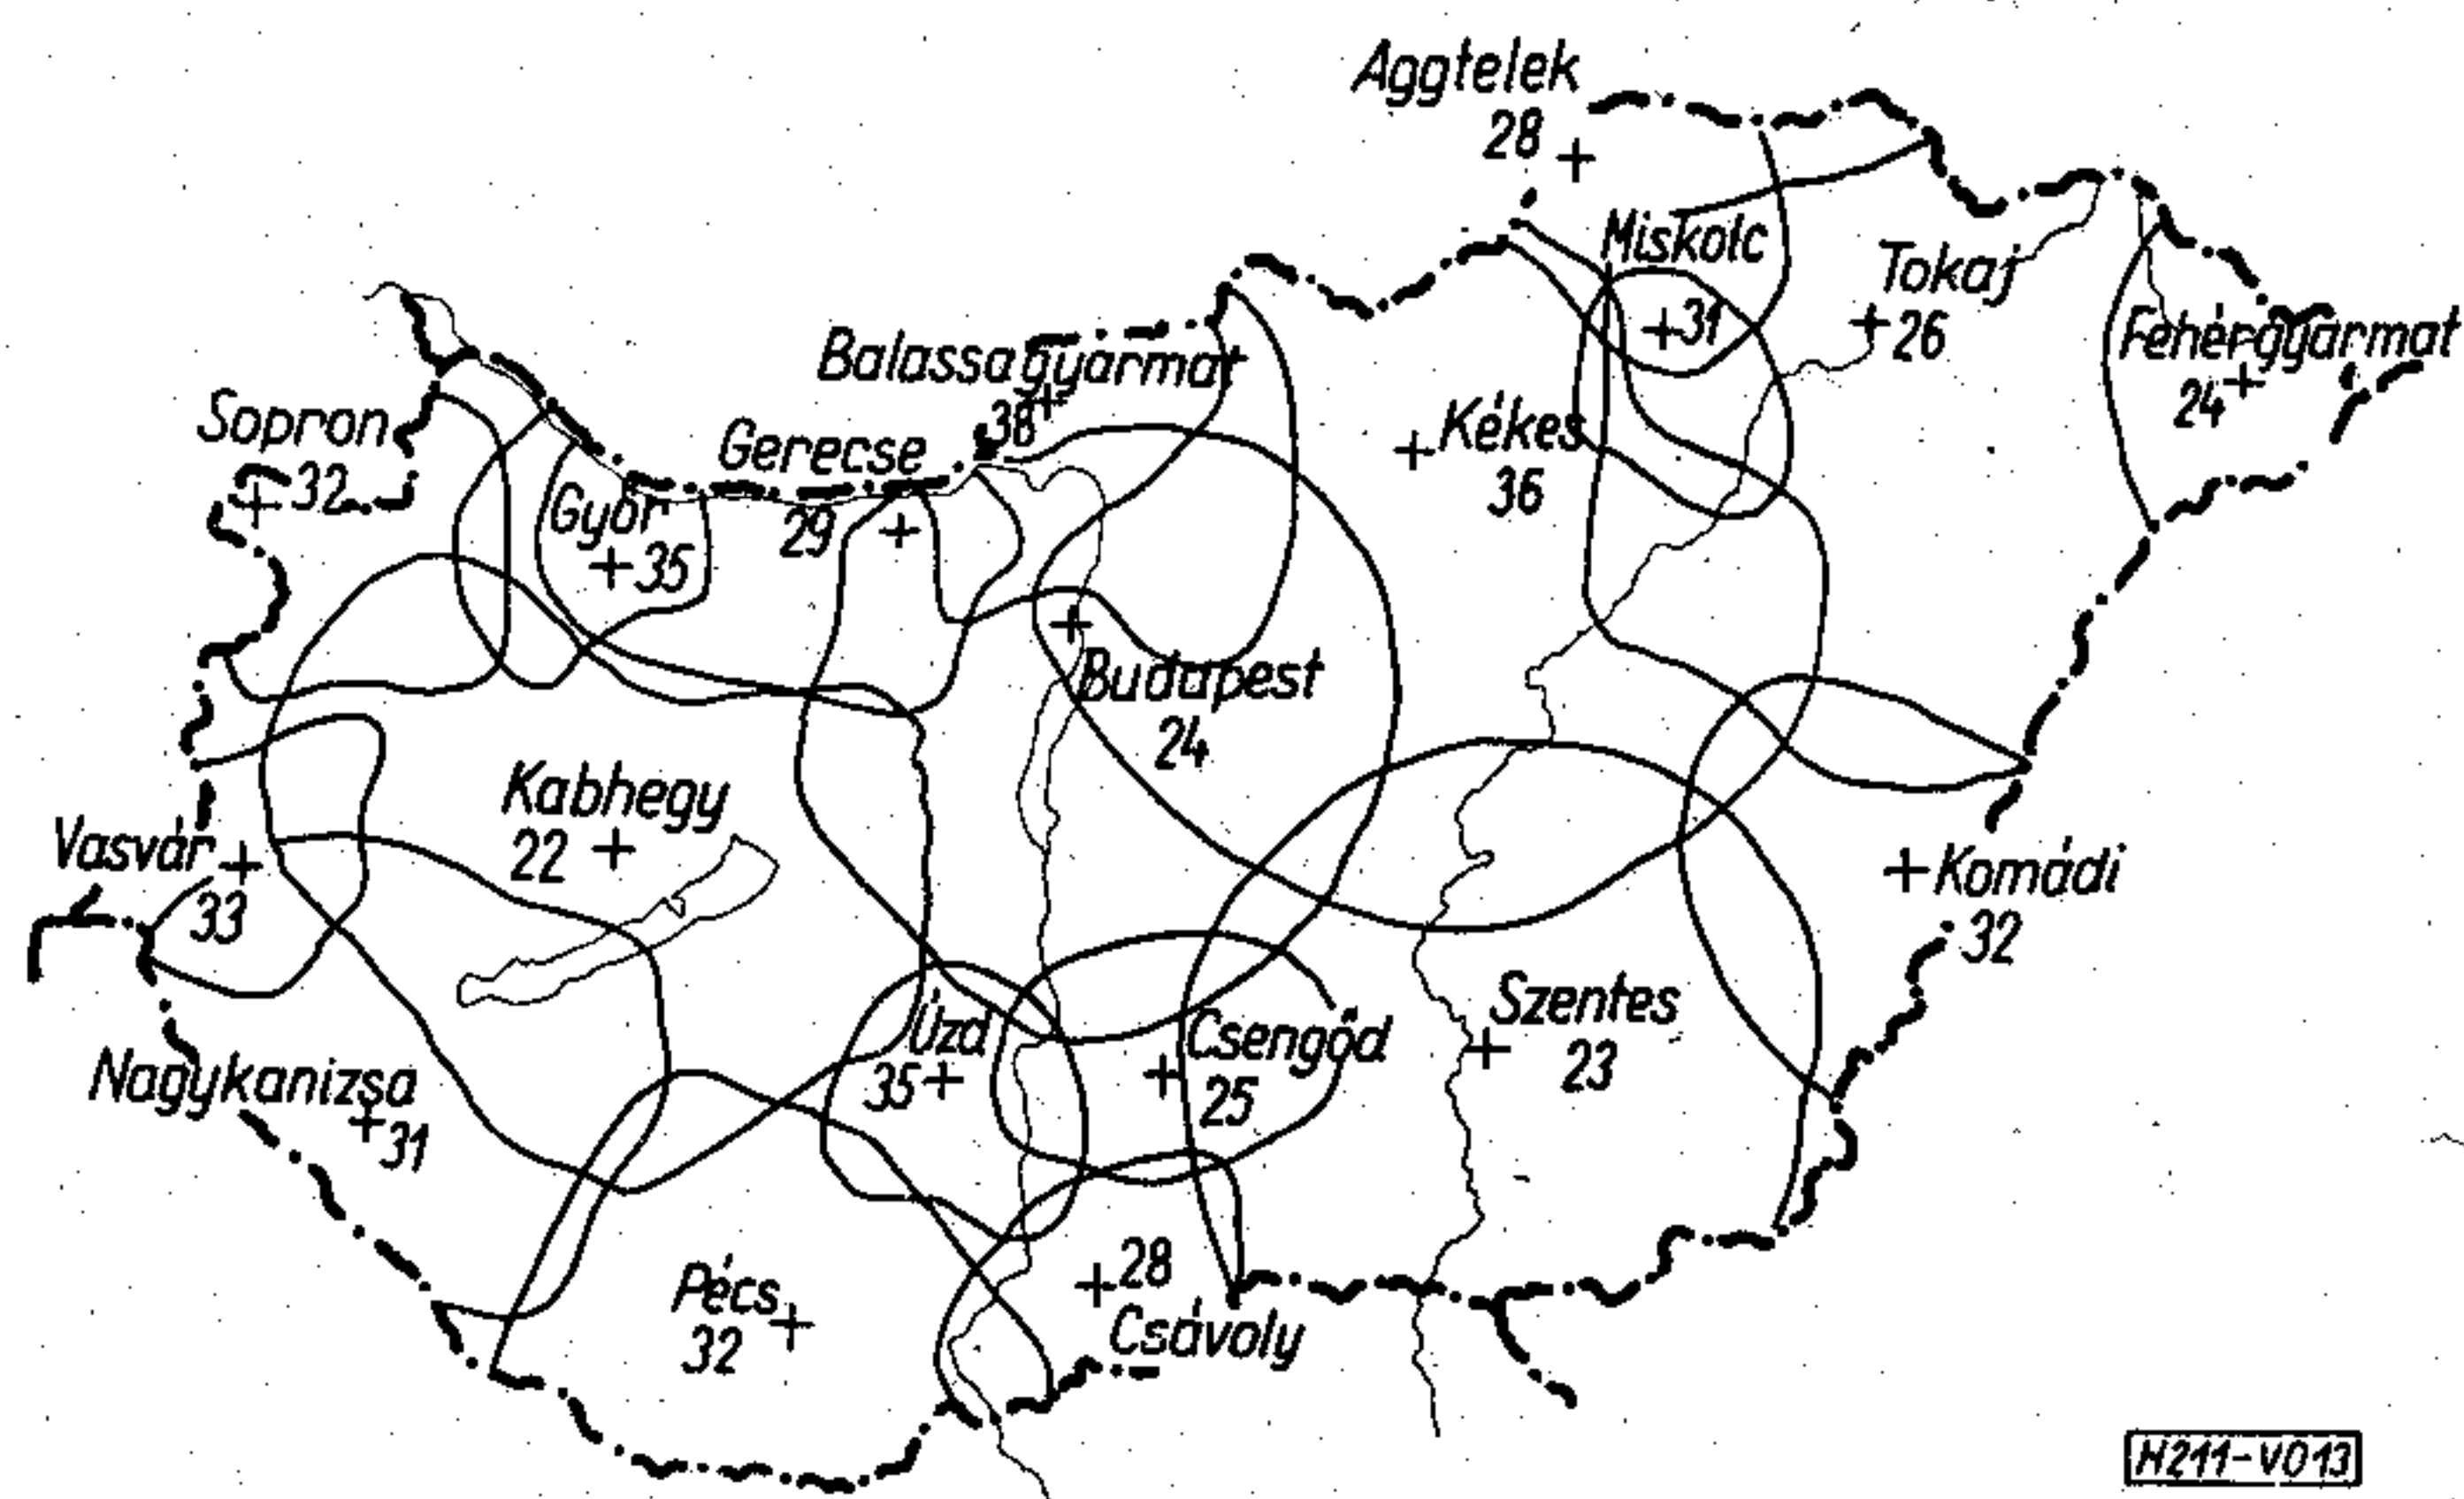 Aggtelek
28
Miskolc
31
Tokaj
26
Fehérgyarmat
24
Balassagyarmat
38
Sopron
32
Gerecse
29
Kékes
36
Győr
35
Budapest
24
Kabhegy
22
Vasvár
33
Komádi
32
Szentes
23
Úzd
35
Csengőd
25
Nagykanizsa
31
Pécs
32
28
Csávoly
H211-V013